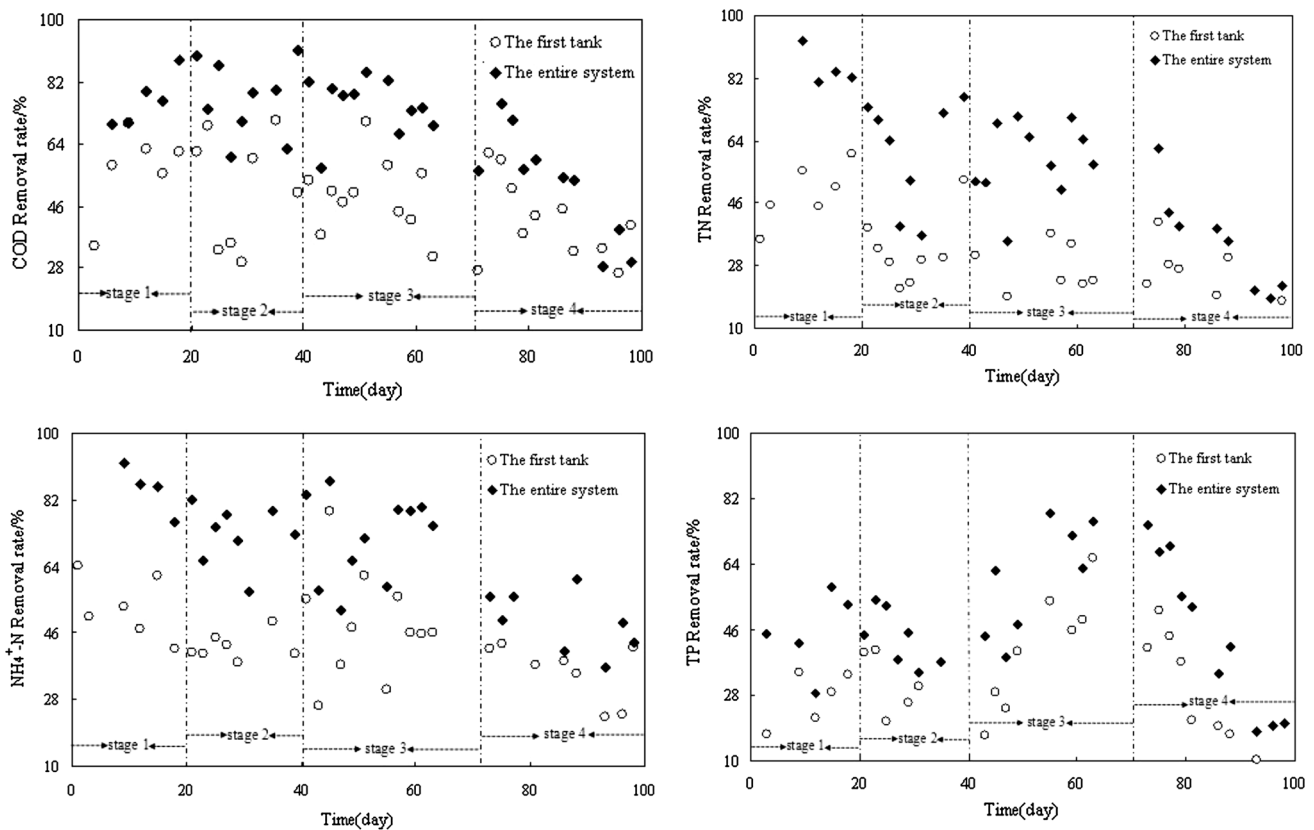 100
82
64
46
28
10
COD Removal rate/%
The first tank
The entire system
stage 1
stage 2
stage 3
stage 4
0 20 40 60 80 100
Time(day)
100
82
64
46
28
10
TN Removal rate/%
The first tank
The entire system
stage 1
stage 2
stage 3
stage 4
0 20 40 60 80 100
Time(day)
100
82
64
46
28
10
NH₄⁺-N Removal rate/%
The first tank
The entire system
stage 1
stage 2
stage 3
stage 4
0 20 40 60 80 100
Time(day)
100
82
64
46
28
10
TP Removal rate/%
The first tank
The entire system
stage 1
stage 2
stage 3
stage 4
0 20 40 60 80 100
Time(day)